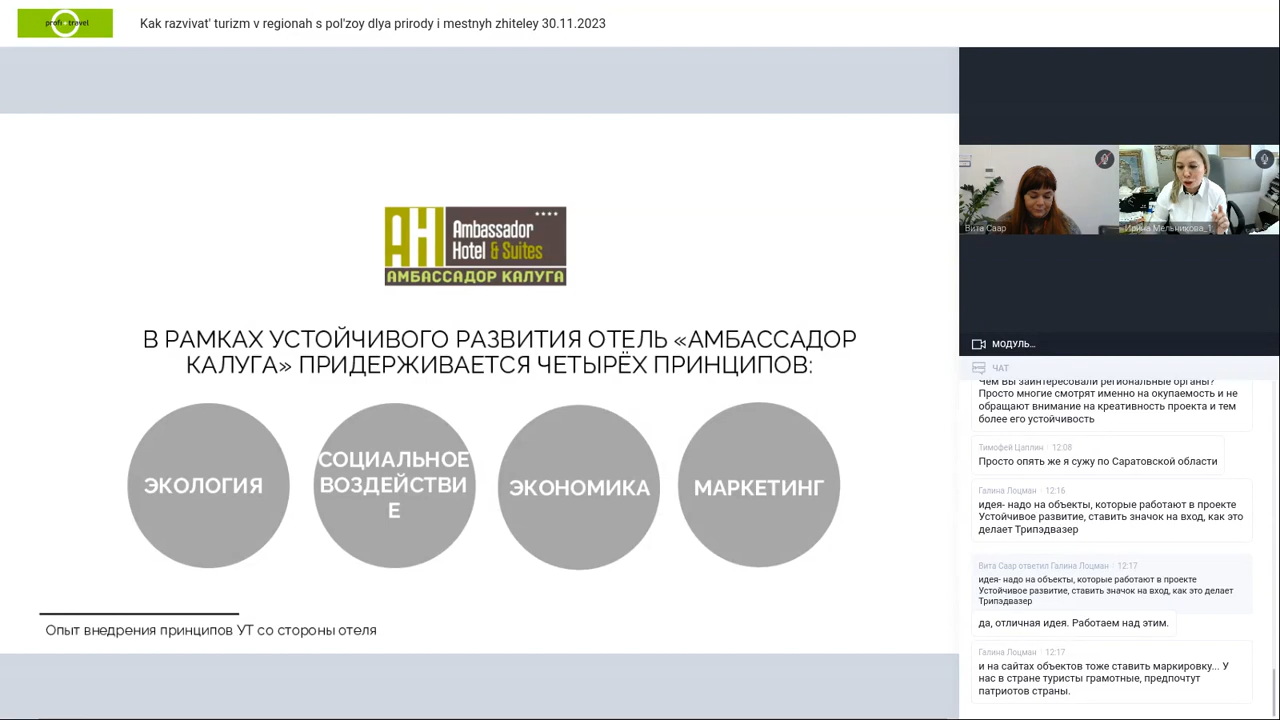 profi travel
Kak razvivat' turizm v regionah s pol'zoy dlya prirody i mestnyh zhiteley 30.11.2023
AH Ambassador
Hotel & Suites
АМБАССАДОР КАЛУГА
В РАМКАХ УСТОЙЧИВОГО РАЗВИТИЯ ОТЕЛЬ «АМБАССАДОР
КАЛУГА» ПРИДЕРЖИВАЕТСЯ ЧЕТЫРЁХ ПРИНЦИПОВ:
ЭКОЛОГИЯ
СОЦИАЛЬНОЕ
ВОЗДЕЙСТВИ
Е
ЭКОНОМИКА
МАРКЕТИНГ
Опыт внедрения принципов УТ со стороны отеля
Вита Саар
Ирина Мельникова_1
МОДУЛЬ...
ЧАТ
Чем Вы заинтересовали региональные органы?
Просто многие смотрят именно на окупаемость и не
обращают внимание на креативность проекта и тем
более его устойчивость
Тимофей Цаплин 12:08
Просто опять же я сужу по Саратовской области
Галина Лоцман 12:16
идея- надо на объекты, которые работают в проекте
Устойчивое развитие, ставить значок на вход, как это
делает Трипэдвазер
Вита Саар ответил Галина Лоцман 12:17
идея- надо на объекты, которые работают в проекте
Устойчивое развитие, ставить значок на вход, как это делает
Трипэдвазер
да, отличная идея. Работаем над этим.
Галина Лоцман 12:17
и на сайтах объектов тоже ставить маркировку... У
нас в стране туристы грамотные, предпочтут
патриотов страны.